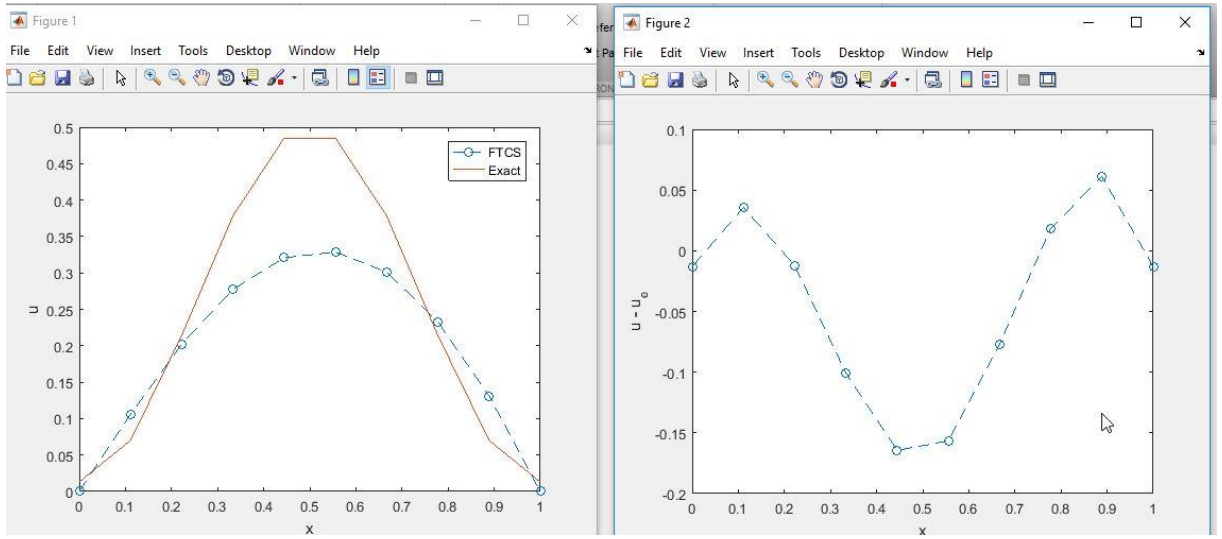 Figure 1
File Edit View Insert Tools Desktop Window Help
0.5
0.45
0.4
0.35
0.3
0.25
0.2
0.15
0.1
0.05
0
u
FTCS
Exact
0 0.1 0.2 0.3 0.4 0.5 0.6 0.7 0.8 0.9 1
x
Figure 2
File Edit View Insert Tools Desktop Window Help
0.1
0.05
0
-0.05
-0.1
-0.15
-0.2
u - u_e
0 0.1 0.2 0.3 0.4 0.5 0.6 0.7 0.8 0.9 1
x